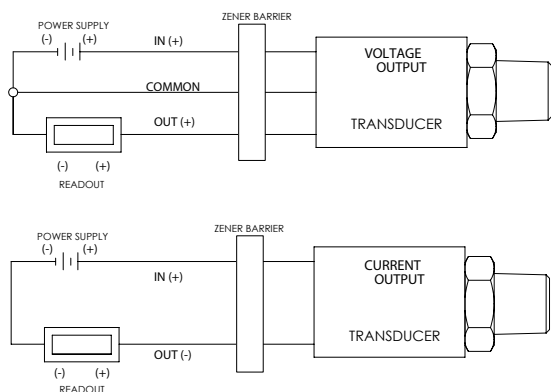 ZENER BARRIER
POWER SUPPLY
(-) (+)
IN (+)
VOLTAGE
OUTPUT
COMMON
OUT (+)
TRANSDUCER
(-) (+)
READOUT
ZENER BARRIER
POWER SUPPLY
(-) (+)
IN (+)
CURRENT
OUTPUT
TRANSDUCER
OUT (-)
(-) (+)
READOUT